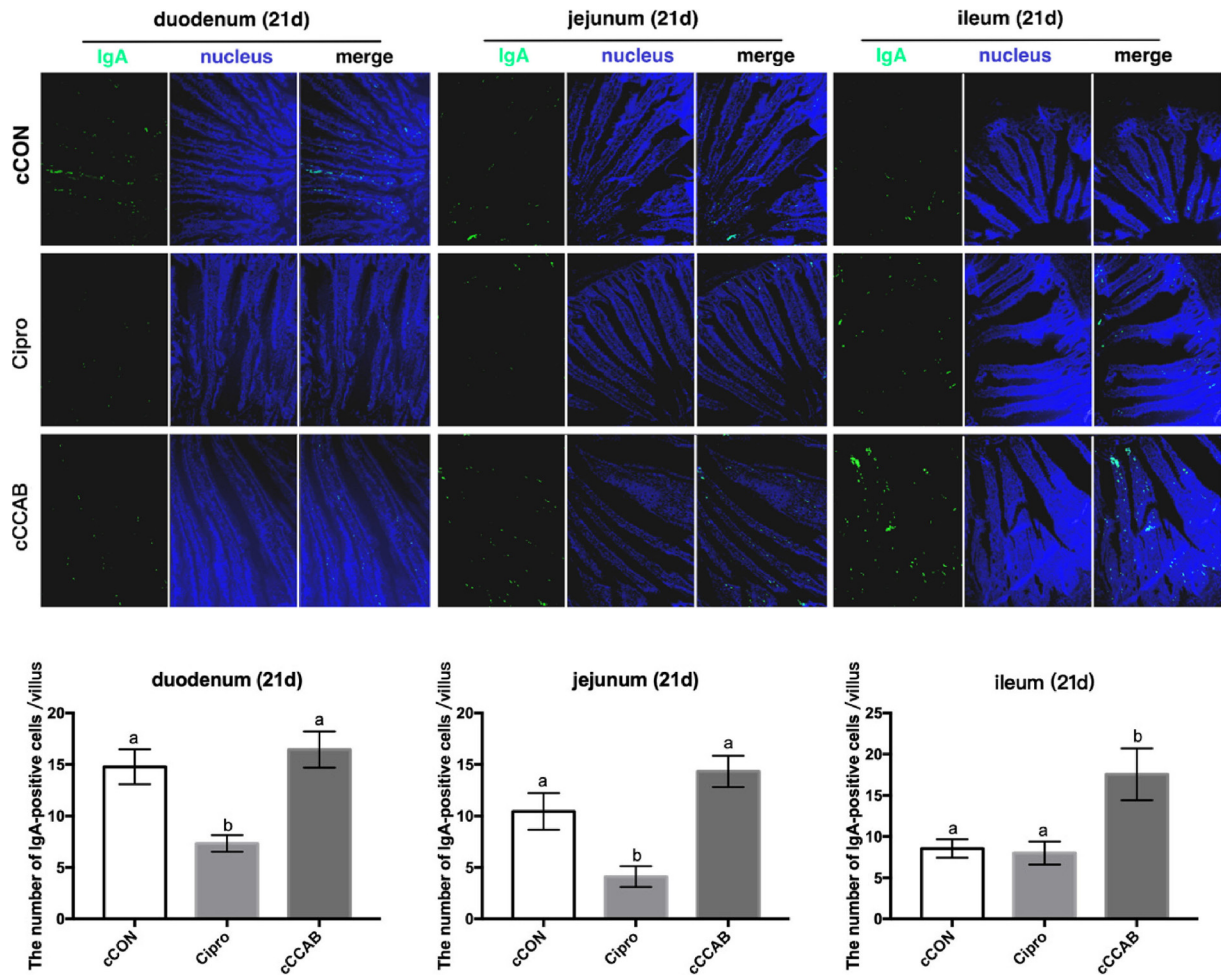 duodenum (21d) jejunum (21d) ileum (21d)
IgA nucleus merge IgA nucleus merge IgA nucleus merge
cCON
Cipro
cCCAB
duodenum (21d)
The number of IgA-positive cells /villus
20
15
10
5
0
a
b
a
cCON Cipro cCCAB
jejunum (21d)
The number of IgA-positive cells /villus
20
15
10
5
0
a
b
a
cCON Cipro cCCAB
ileum (21d)
The number of IgA-positive cells /villus
25
20
15
10
5
0
a
a
b
cCON Cipro cCCAB